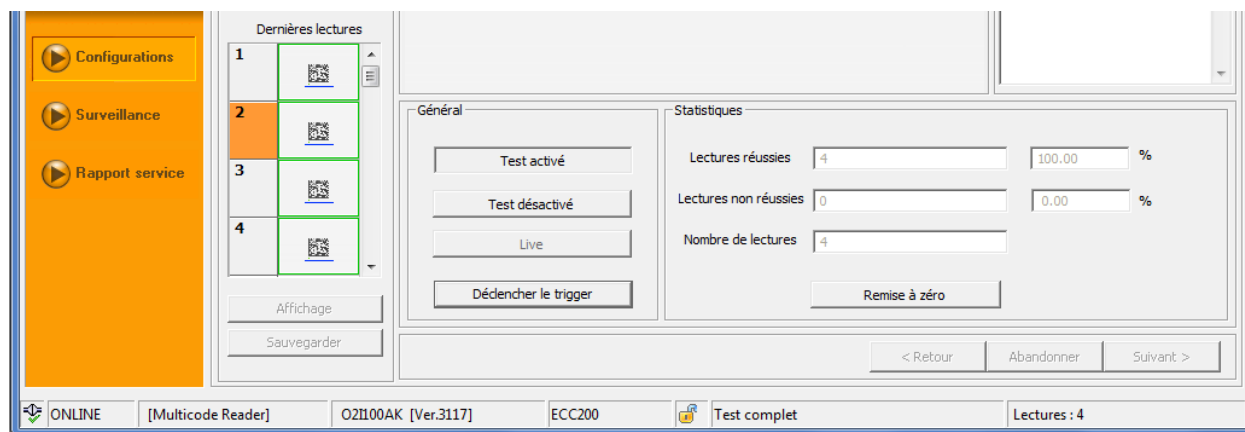 Configurations
Surveillance
Rapport service
Dernières lectures
1
2
3
4
Affichage
Sauvegarder
Général
Test activé
Test désactivé
Live
Déclencher le trigger
Statistiques
Lectures réussies 4 100.00 %
Lectures non réussies 0 0.00 %
Nombre de lectures 4
Remise à zéro
< Retour Abandonner Suivant >
ONLINE [Multicode Reader] O2I100AK [Ver.3117] ECC200 Test complet Lectures : 4